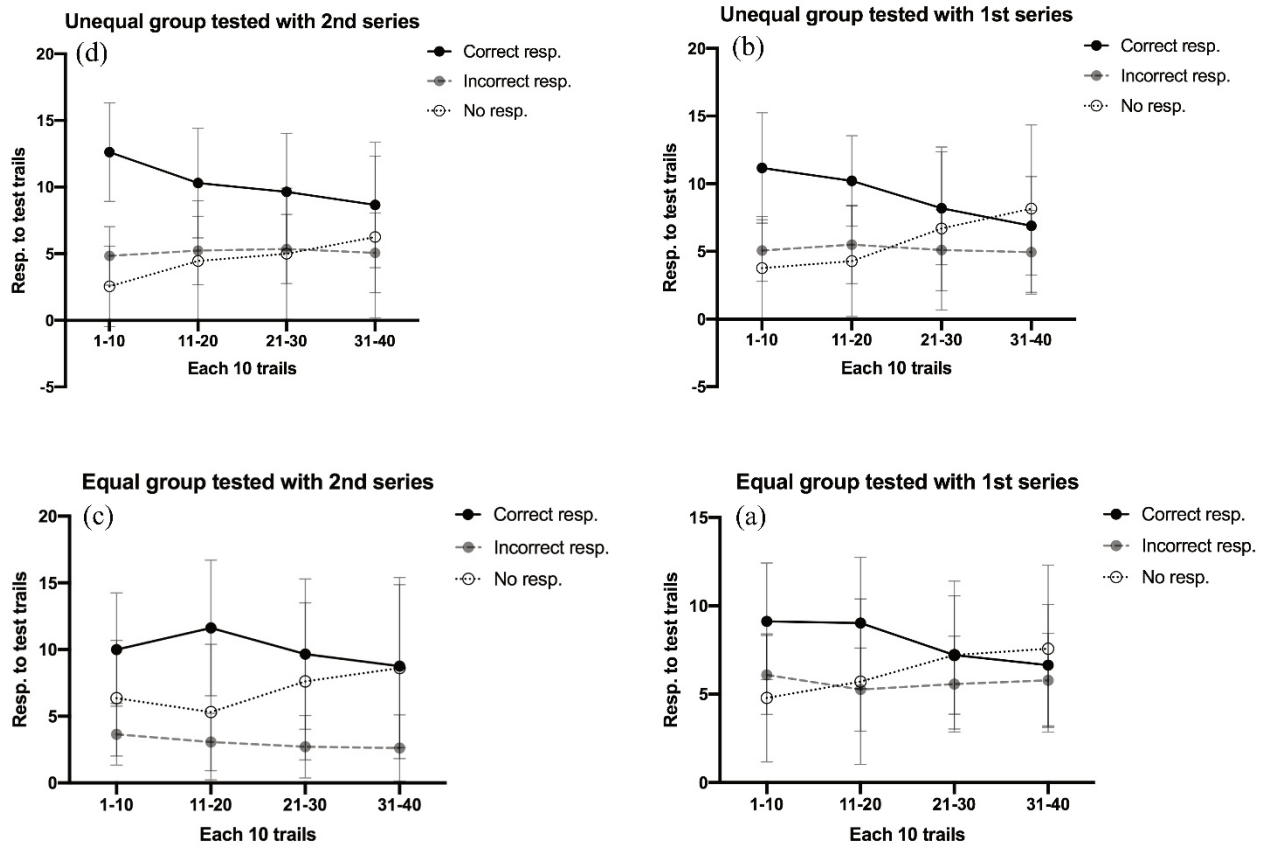 Unequal group tested with 2nd series
(d)
Correct resp.
Incorrect resp.
No resp.
Resp. to test trails
20
15
10
5
0
-5
1-10 11-20 21-30 31-40
Each 10 trails
Unequal group tested with 1st series
(b)
Correct resp.
Incorrect resp.
No resp.
Resp. to test trails
20
15
10
5
0
-5
1-10 11-20 21-30 31-40
Each 10 trails
Equal group tested with 2nd series
(c)
Correct resp.
Incorrect resp.
No resp.
Resp. to test trails
20
15
10
5
0
1-10 11-20 21-30 31-40
Each 10 trails
Equal group tested with 1st series
(a)
Correct resp.
Incorrect resp.
No resp.
Resp. to test trails
15
10
5
0
1-10 11-20 21-30 31-40
Each 10 trails